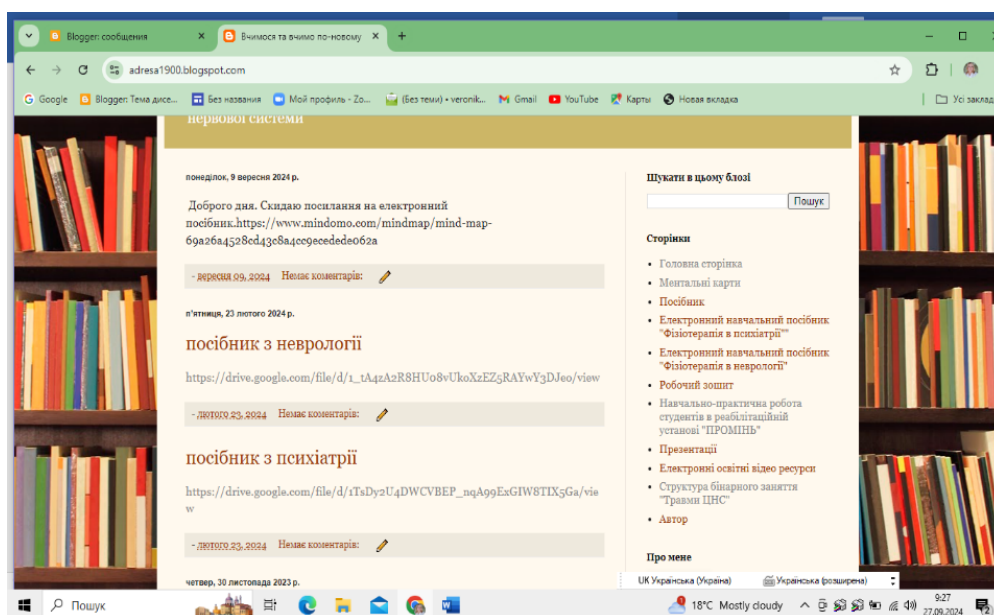 Blogger: сообщения
Вчимося та вчимо по-новому
adresa1900.blogspot.com
Google
Blogger: Тема дисе...
Без названия
Мой профиль - Zo...
(Без теми) • veronik...
Gmail
YouTube
Карты
Новая вкладка
Усі заклад
нервової системи
понеділок, 9 вересня 2024 р.
Доброго дня. Скидаю посилання на електронний
посібник.https://www.mindomo.com/mindmap/mind-map-
69a26a4528cd43c8a4cc9ecedede062a
- вересня 09, 2024 Немає коментарів:
п'ятниця, 23 лютого 2024 р.
посібник з неврології
https://drive.google.com/file/d/1_tA4zA2R8HU08vUkoXzEZ5RAYwY3DJeo/view
- лютого 23, 2024 Немає коментарів:
посібник з психіатрії
https://drive.google.com/file/d/1TsDy2U4DWCVBEP_nqA99ExGIW8TIX5Ga/vie
w
- лютого 23, 2024 Немає коментарів:
четвер, 30 листопада 2023 р.
Шукати в цьому блозі
Пошук
Сторінки
Головна сторінка
Ментальні карти
Посібник
Електронний навчальний посібник
"Фізіотерапія в психіатрії""
Електронний навчальний посібник
"Фізіотерапія в неврології"
Робочий зошит
Навчально-практична робота
студентів в реабілітаційній
установі "ПРОМІНЬ"
Презентації
Електронні освітні відео ресурси
Структура бінарного заняття
"Травми ЦНС"
Автор
Про мене
UK Українська (Україна)
Українська (розширена)
Пошук
18°C Mostly cloudy
9:27
27.09.2024